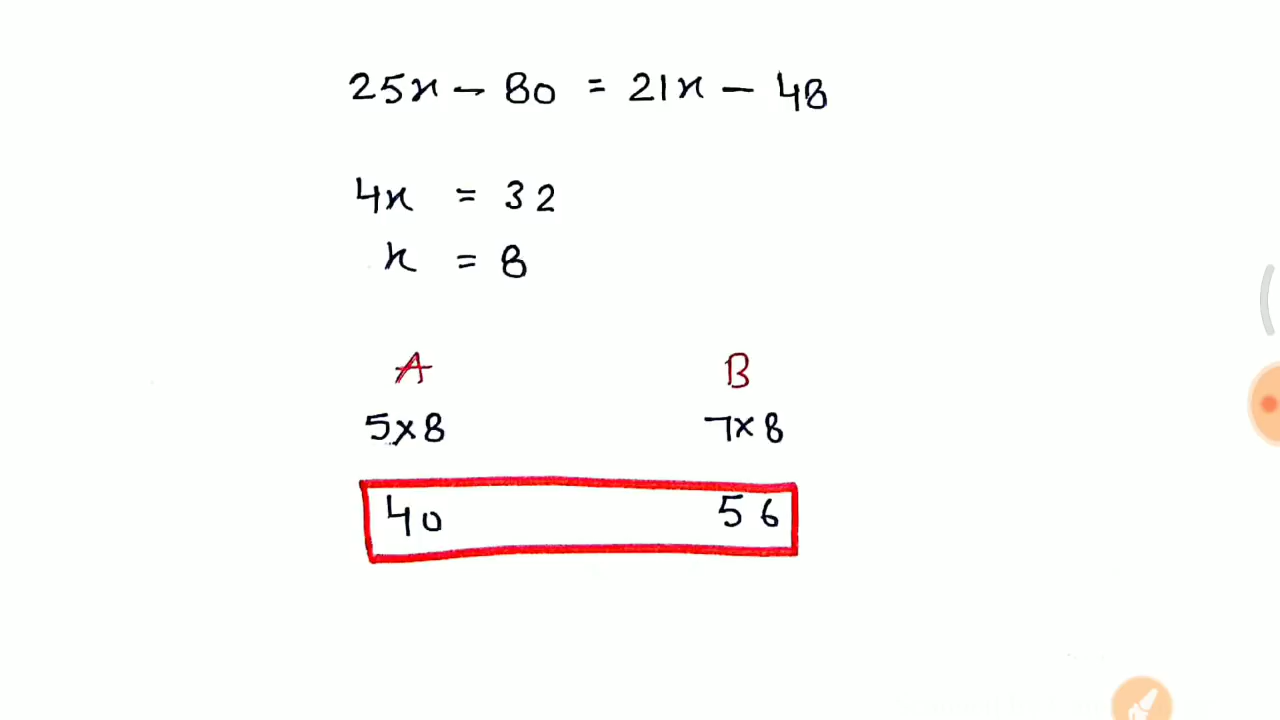 25x - 80 = 21x - 48
4x = 32
x = 8
A B
5x8 7x8
40 56